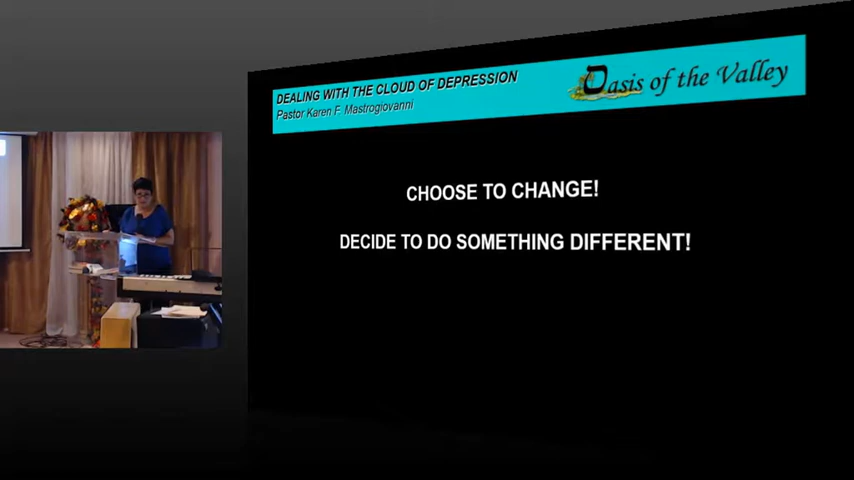 DEALING WITH THE CLOUD OF DEPRESSION
Pastor Karen F. Mastrogiovanni
Oasis of the Valley
CHOOSE TO CHANGE!
DECIDE TO DO SOMETHING DIFFERENT!